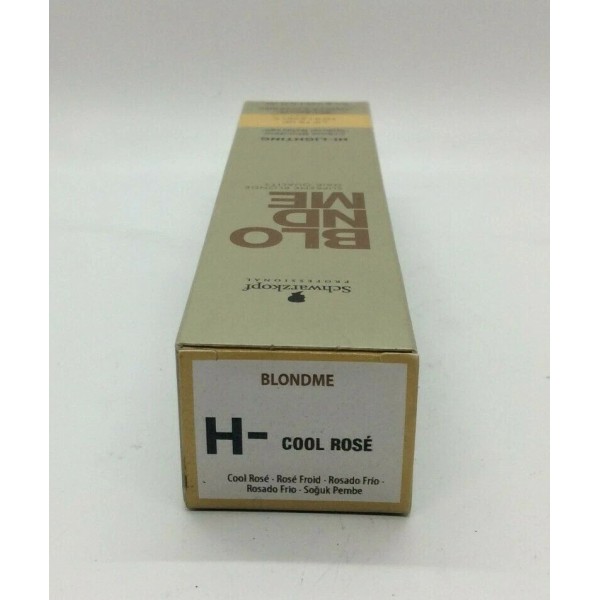 BLONDME
H- COOL ROSÉ
Cool Rosé - Rosé Froid - Rosado Frío -
Rosado Frio - Soğuk Pembe
Schwarzkopf
PROFESSIONAL
BLO
ND
ME
HI-LIGHTING